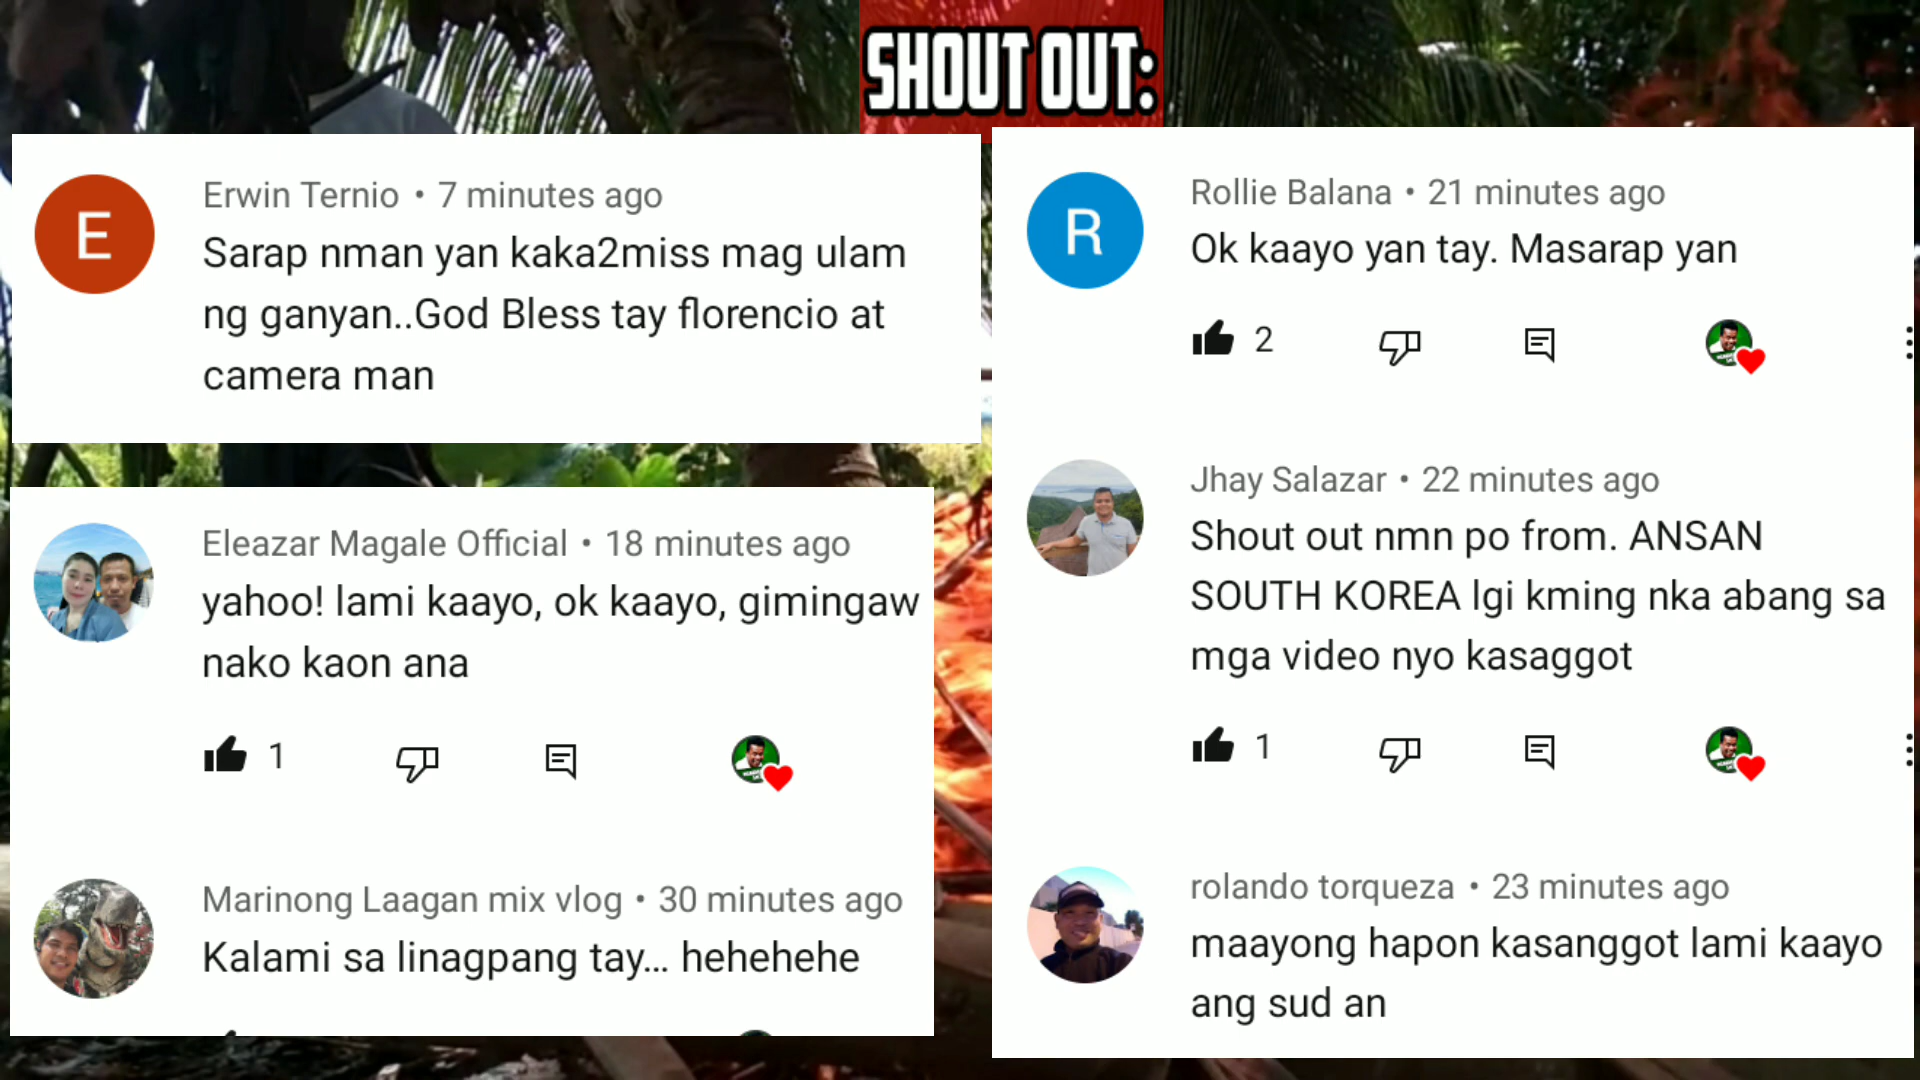 SHOUT OUT:
E
Erwin Ternio • 7 minutes ago
Sarap nman yan kaka2miss mag ulam
ng ganyan..God Bless tay florencio at
camera man
Eleazar Magale Official • 18 minutes ago
yahoo! lami kaayo, ok kaayo, gimingaw
nako kaon ana
1
Marinong Laagan mix vlog • 30 minutes ago
Kalami sa linagpang tay... hehehehe
R
Rollie Balana • 21 minutes ago
Ok kaayo yan tay. Masarap yan
2
Jhay Salazar • 22 minutes ago
Shout out nmn po from. ANSAN
SOUTH KOREA lgi kming nka abang sa
mga video nyo kasaggot
1
rolando torqueza • 23 minutes ago
maayong hapon kasanggot lami kaayo
ang sud an